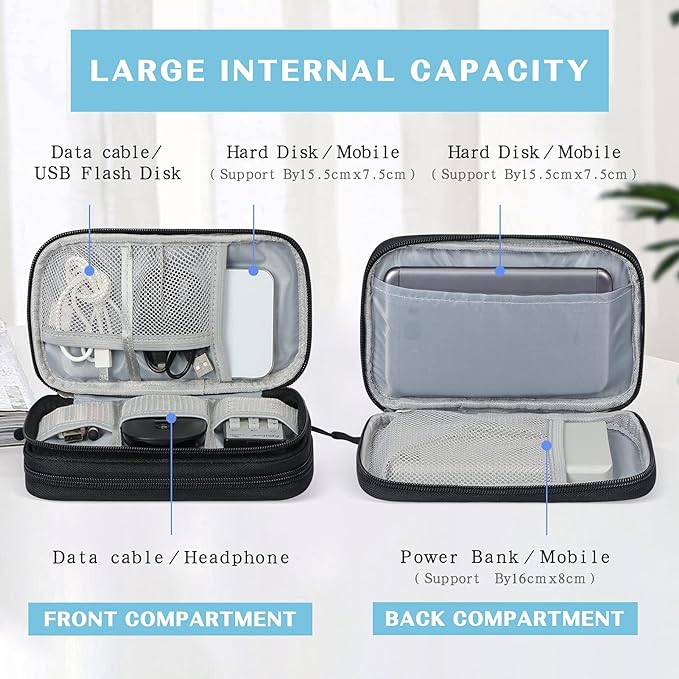 LARGE INTERNAL CAPACITY
Data cable/
USB Flash Disk
Hard Disk/Mobile
(Support By15.5cmx7.5cm)
Hard Disk/Mobile
(Support By15.5cmx7.5cm)
Data cable/Headphone
Power Bank/Mobile
(Support By16cmx8cm)
FRONT COMPARTMENT
BACK COMPARTMENT